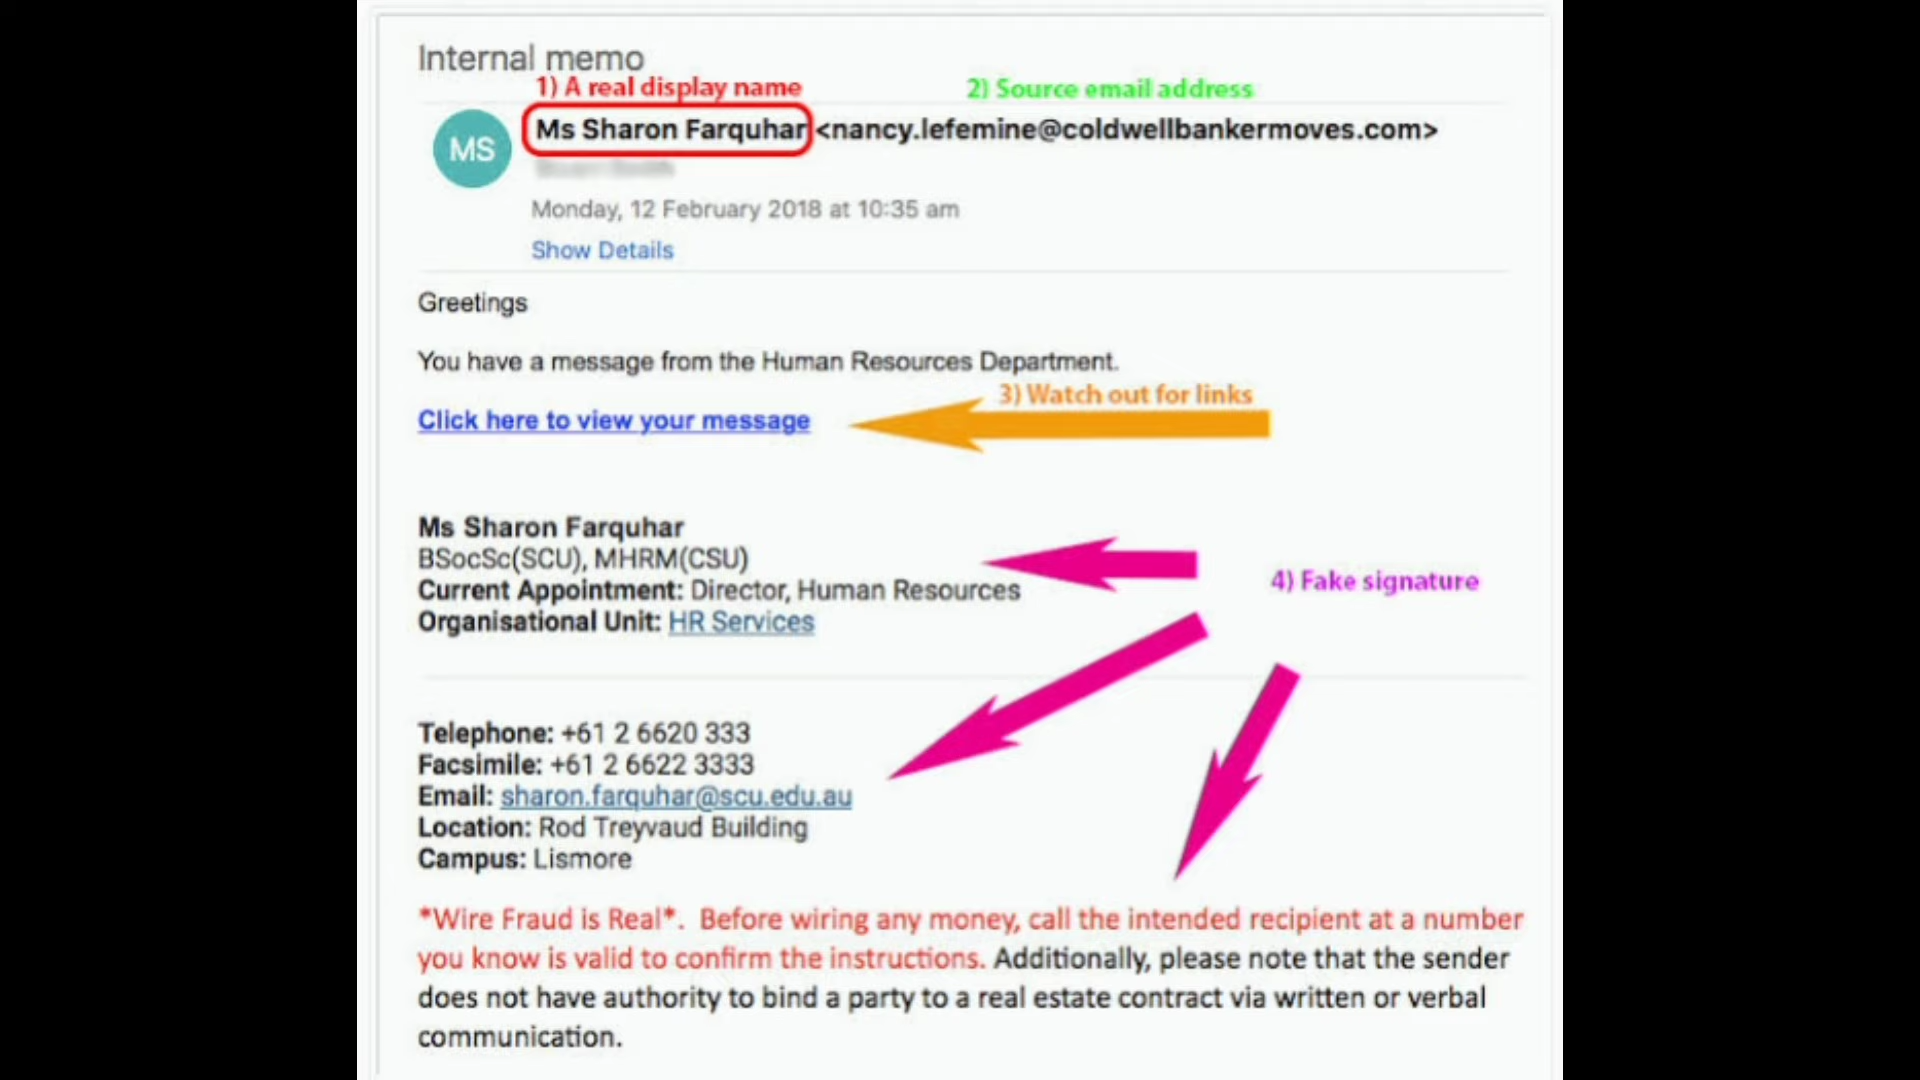 Internal memo
1) A real display name
2) Source email address
MS
Ms Sharon Farquhar <nancy.lefemine@coldwellbankermoves.com>
Monday, 12 February 2018 at 10:35 am
Show Details
Greetings
You have a message from the Human Resources Department.
3) Watch out for links
Click here to view your message
Ms Sharon Farquhar
BSocSc(SCU), MHRM(CSU)
4) Fake signature
Current Appointment: Director, Human Resources
Organisational Unit: HR Services
Telephone: +61 2 6620 333
Facsimile: +61 2 6622 3333
Email: sharon.farquhar@scu.edu.au
Location: Rod Treyvaud Building
Campus: Lismore
*Wire Fraud is Real*.  Before wiring any money, call the intended recipient at a number
you know is valid to confirm the instructions. Additionally, please note that the sender
does not have authority to bind a party to a real estate contract via written or verbal
communication.